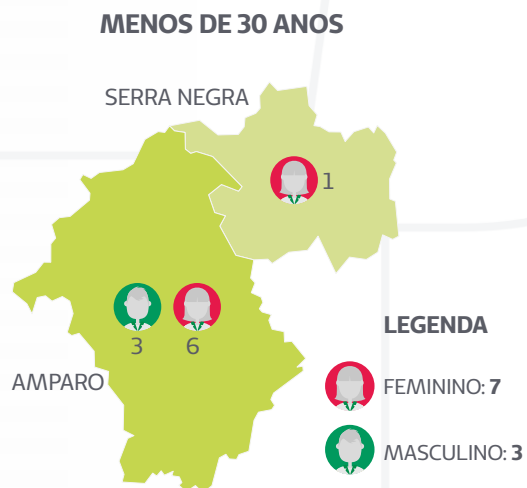 MENOS DE 30 ANOS
SERRA NEGRA
1
3 6
AMPARO
LEGENDA
FEMININO: 7
MASCULINO: 3